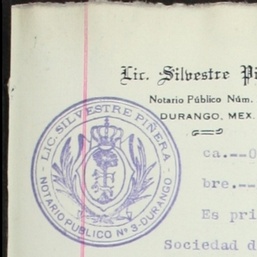 Lic. Silvestre
Notario Público Núm.
DURANGO, MEX.
LIC. SILVESTRE PIÑERA
NOTARIO PUBLICO Nº 3-DURANGO
ca.--
bre.--
Es pri
Sociedad d